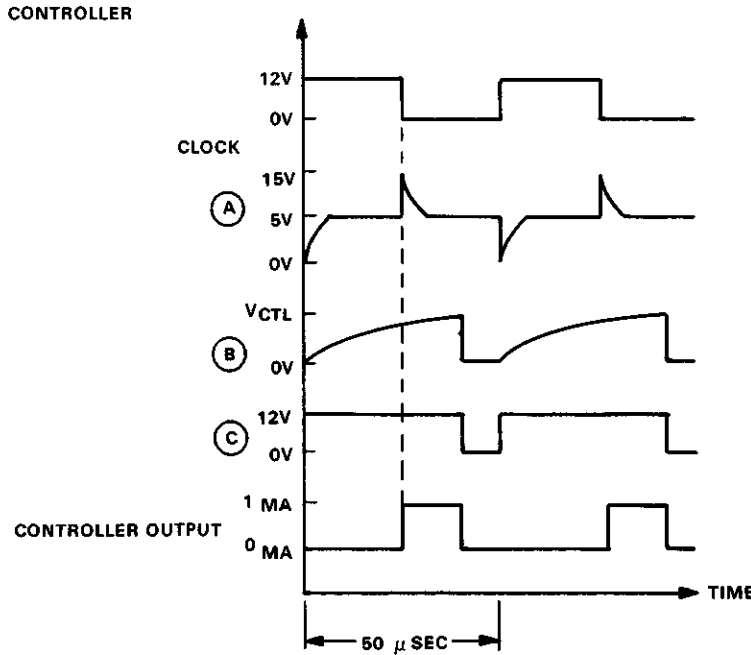 CONTROLLER
12V
0V
CLOCK
15V
A
5V
0V
VCTL
B
0V
12V
C
0V
1 MA
CONTROLLER OUTPUT
0 MA
TIME
50 μ SEC